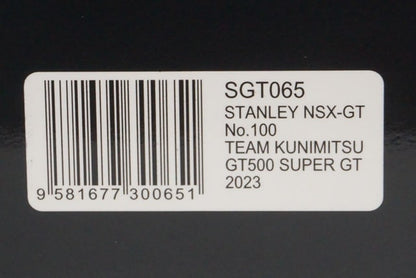 SGT065
STANLEY NSX-GT
No.100
TEAM KUNIMITSU
GT500 SUPER GT
2023
9 581677 300651